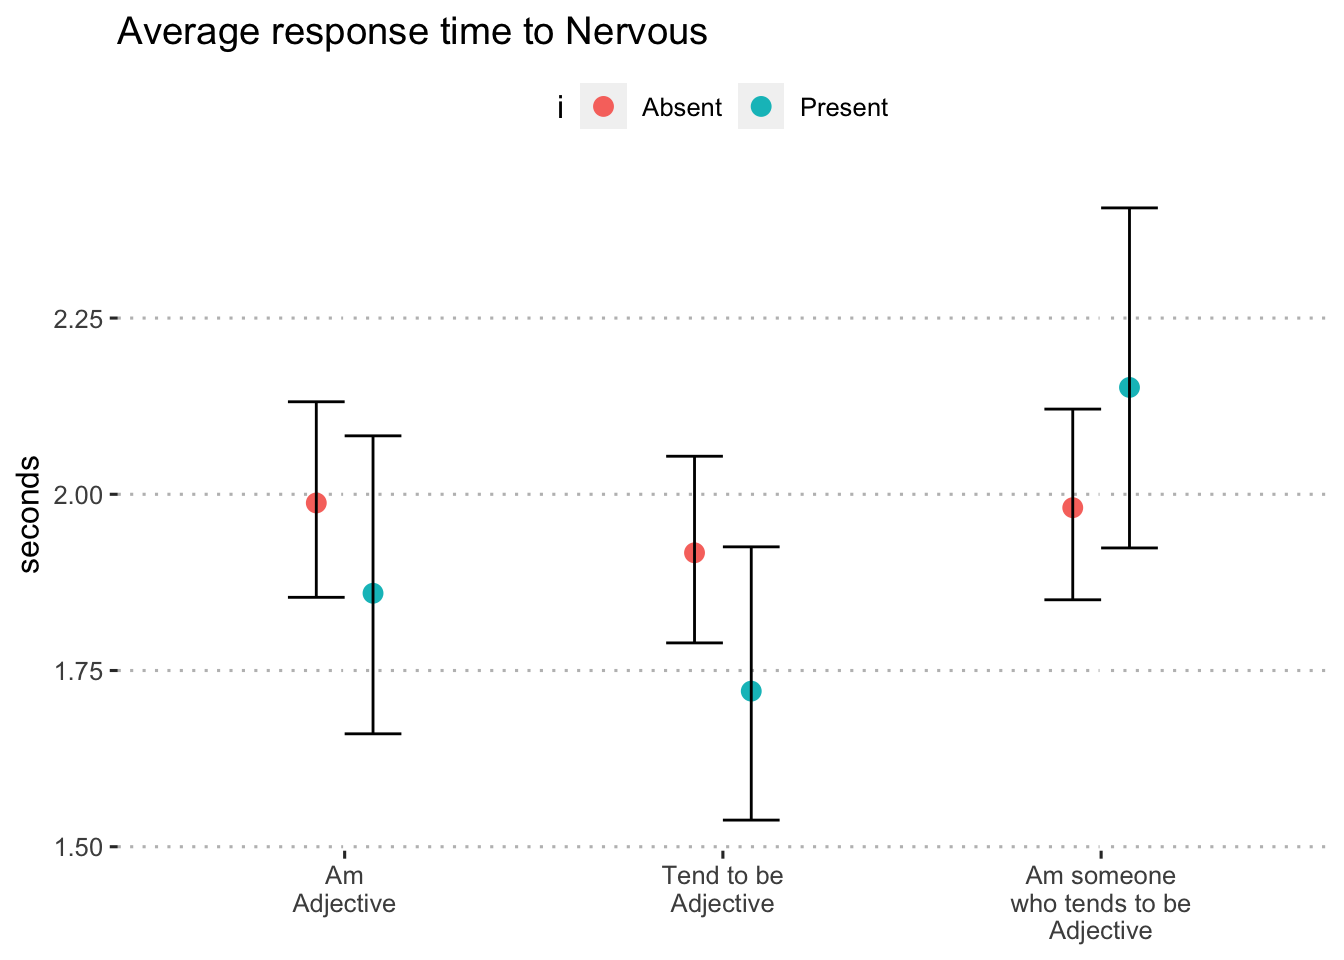 Average response time to Nervous
i Absent Present
seconds
2.25
2.00
1.75
1.50
Am
Adjective
Tend to be
Adjective
Am someone
who tends to be
Adjective